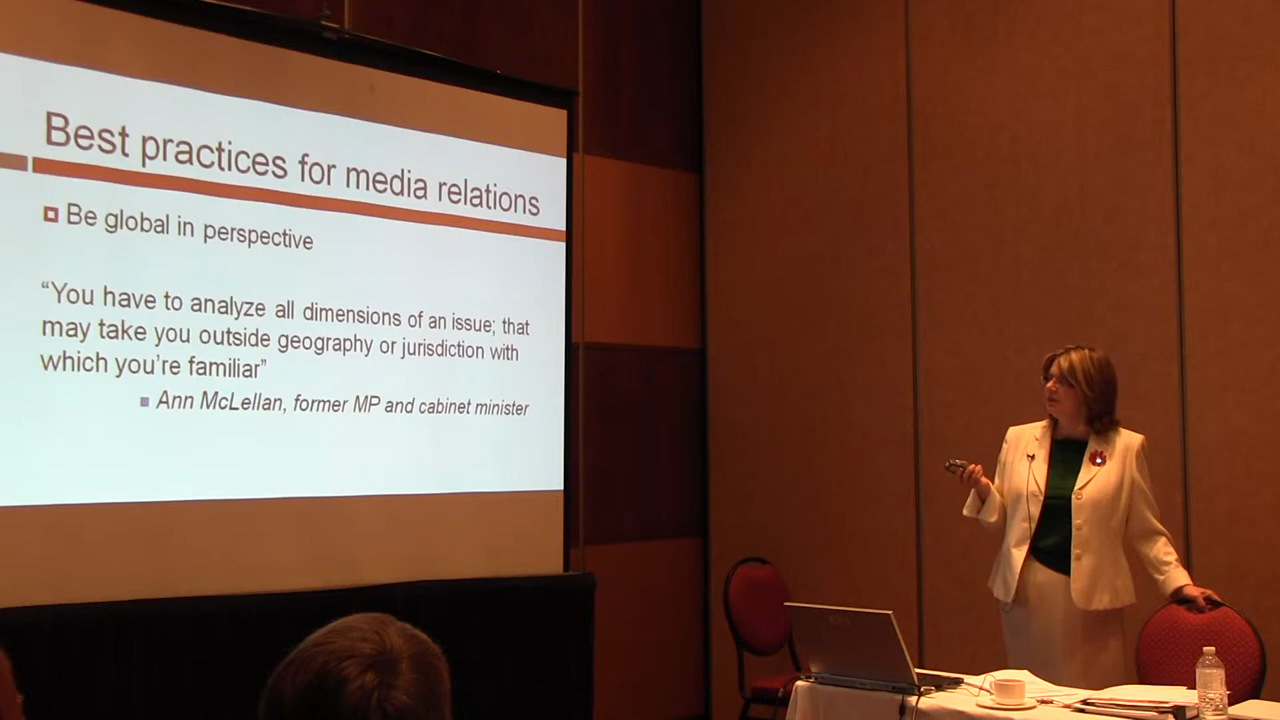 Best practices for media relations
Be global in perspective
“You have to analyze all dimensions of an issue; that
may take you outside geography or jurisdiction with
which you’re familiar”
Ann McLellan, former MP and cabinet minister